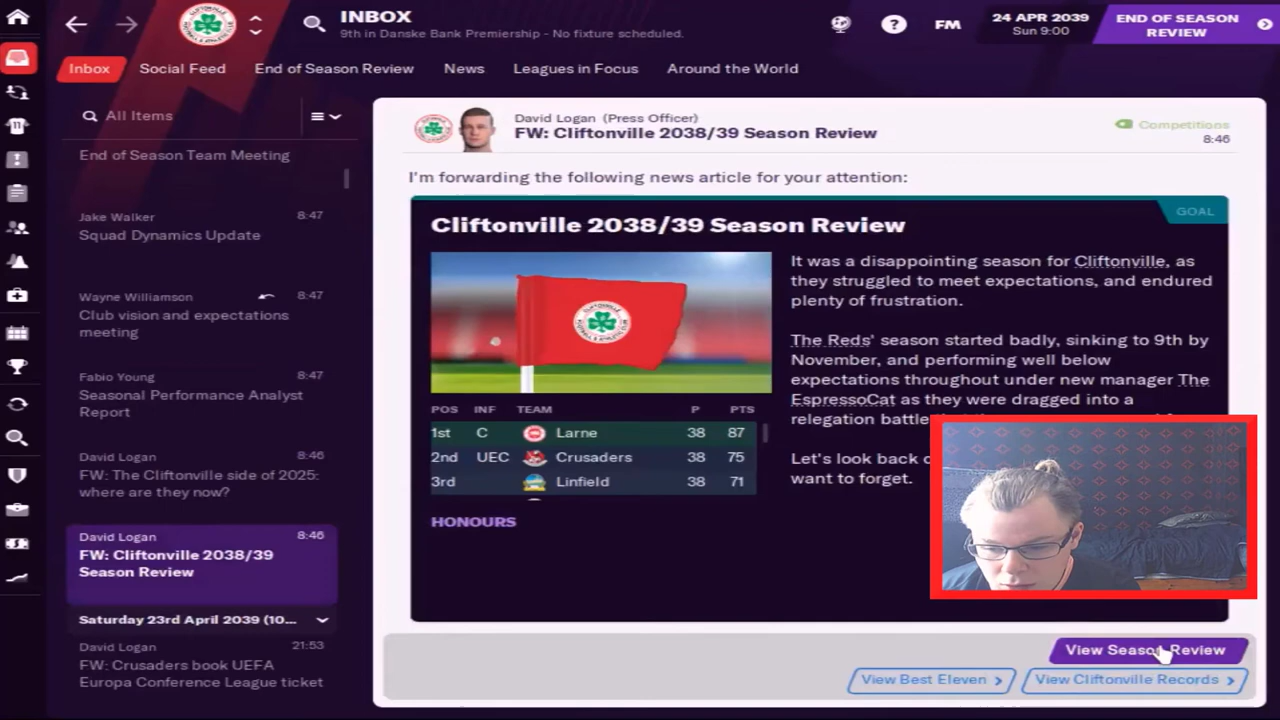 INBOX
9th in Danske Bank Premiership - No fixture scheduled.
FM
24 APR 2039
Sun 9:00
END OF SEASON
REVIEW
Inbox
Social Feed
End of Season Review
News
Leagues in Focus
Around the World
All Items
End of Season Team Meeting
Jake Walker 8:47
Squad Dynamics Update
Wayne Williamson 8:47
Club vision and expectations
meeting
Fabio Young 8:47
Seasonal Performance Analyst
Report
David Logan 8:46
FW: The Cliftonville side of 2025:
where are they now?
David Logan 8:46
FW: Cliftonville 2038/39
Season Review
Saturday 23rd April 2039 (10...
David Logan 21:53
FW: Crusaders book UEFA
Europa Conference League ticket
David Logan (Press Officer)
FW: Cliftonville 2038/39 Season Review
Competitions
8:46
I'm forwarding the following news article for your attention:
GOAL
Cliftonville 2038/39 Season Review
It was a disappointing season for Cliftonville, as
they struggled to meet expectations, and endured
plenty of frustration.
The Reds' season started badly, sinking to 9th by
November, and performing well below
expectations throughout under new manager The
EspressoCat as they were dragged into a
relegation battle
Let's look back
want to forget.
POS INF TEAM P PTS
1st C Larne 38 87
2nd UEC Crusaders 38 75
3rd Linfield 38 71
HONOURS
View Season Review
View Best Eleven
View Cliftonville Records